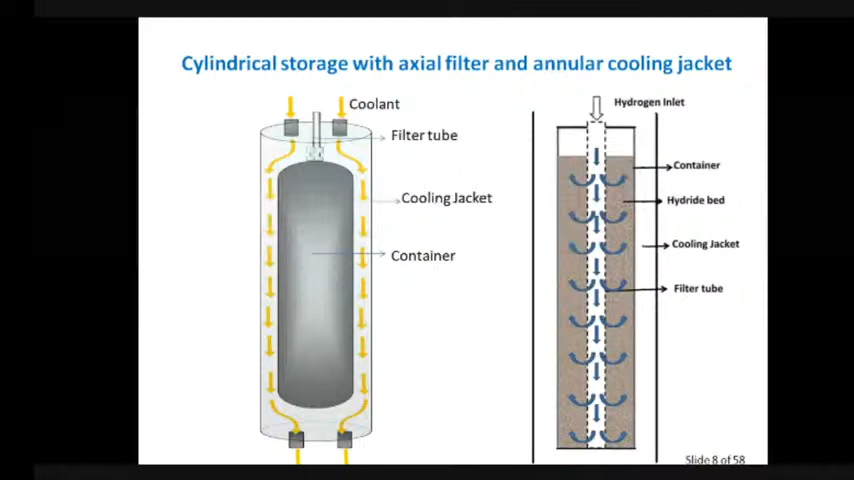 Cylindrical storage with axial filter and annular cooling jacket
Coolant
Filter tube
Cooling Jacket
Container
Hydrogen Inlet
Container
Hydride bed
Cooling Jacket
Filter tube
Slide 8 of 58